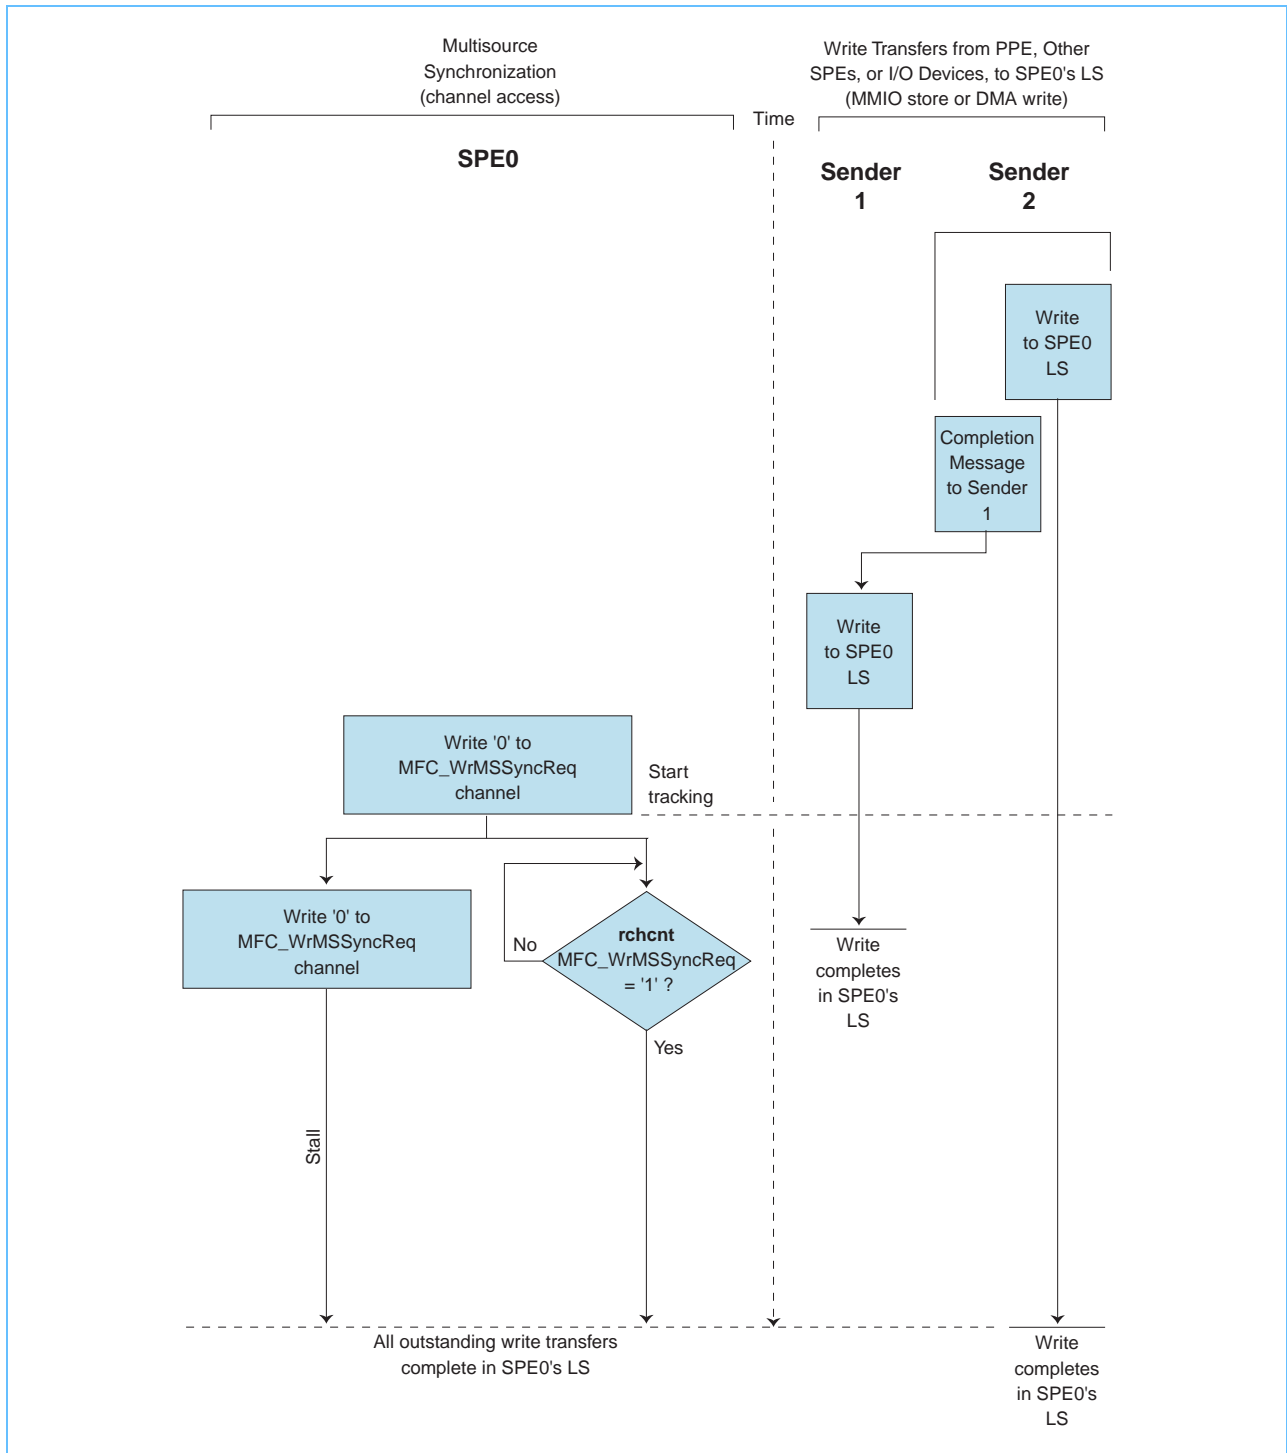 Multisource
Synchronization
(channel access)
Write Transfers from PPE, Other
SPEs, or I/O Devices, to SPE0's LS
(MMIO store or DMA write)
Time
SPE0
Sender
1
Sender
2
Write
to SPE0
LS
Completion
Message
to Sender
1
Write
to SPE0
LS
Write '0' to
MFC_WrMSSyncReq
channel
Start
tracking
Write '0' to
MFC_WrMSSyncReq
channel
No
rchcnt
MFC_WrMSSyncReq
= '1' ?
Yes
Write
completes
in SPE0's
LS
Stall
All outstanding write transfers
complete in SPE0's LS
Write
completes
in SPE0's
LS